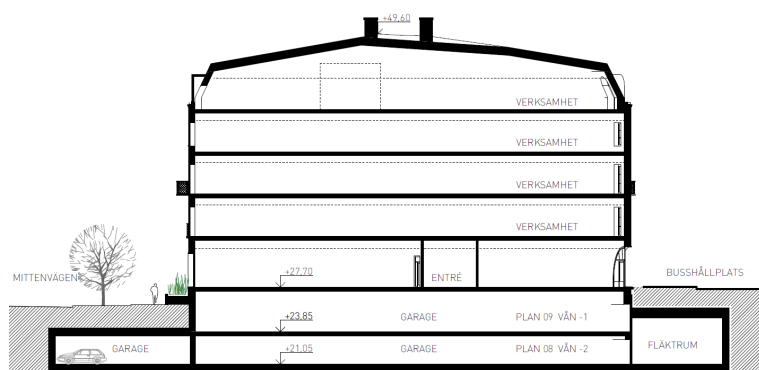 +49,60
VERKSAMHET
VERKSAMHET
VERKSAMHET
VERKSAMHET
MITTENVÄGEN
+27,70
ENTRÉ
BUSSHÅLLPLATS
+23,85
GARAGE
PLAN 09 VÅN -1
GARAGE
+21,05
GARAGE
PLAN 08 VÅN -2
FLÄKTRUM